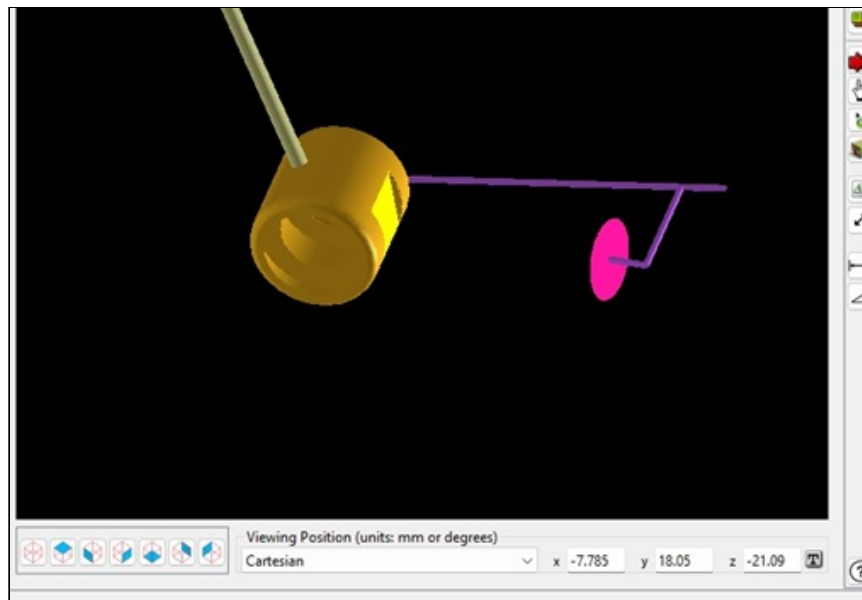 Viewing Position (units: mm or degrees)
Cartesian x -7.785 y 18.05 z -21.09 T
?